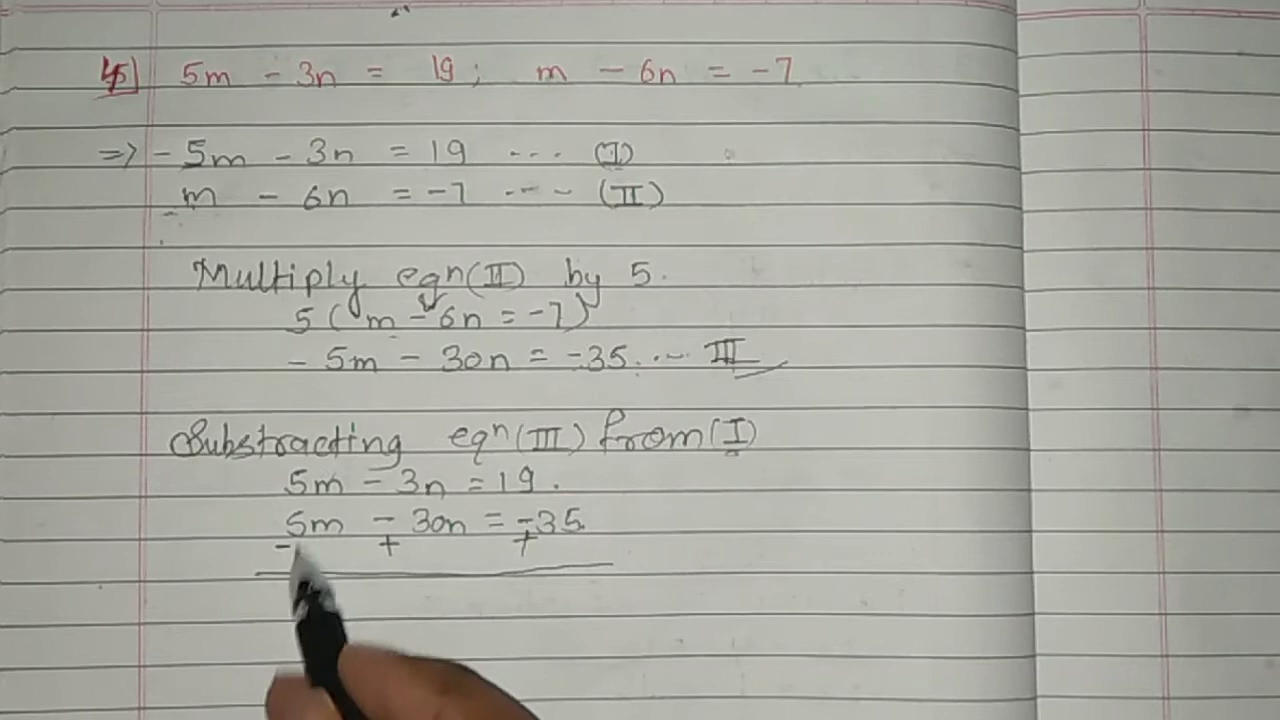 4] 5m - 3n = 19; m - 6n = -7
=> - 5m - 3n = 19 --- (I)
m - 6n = -7 --- (II)
Multiply eqn(II) by 5.
5(m - 6n = -7)
- 5m - 30n = -35. -- III
Substracting eqn(III) from (I)
5m - 3n = 19.
5m - 30n = -35.
- + +